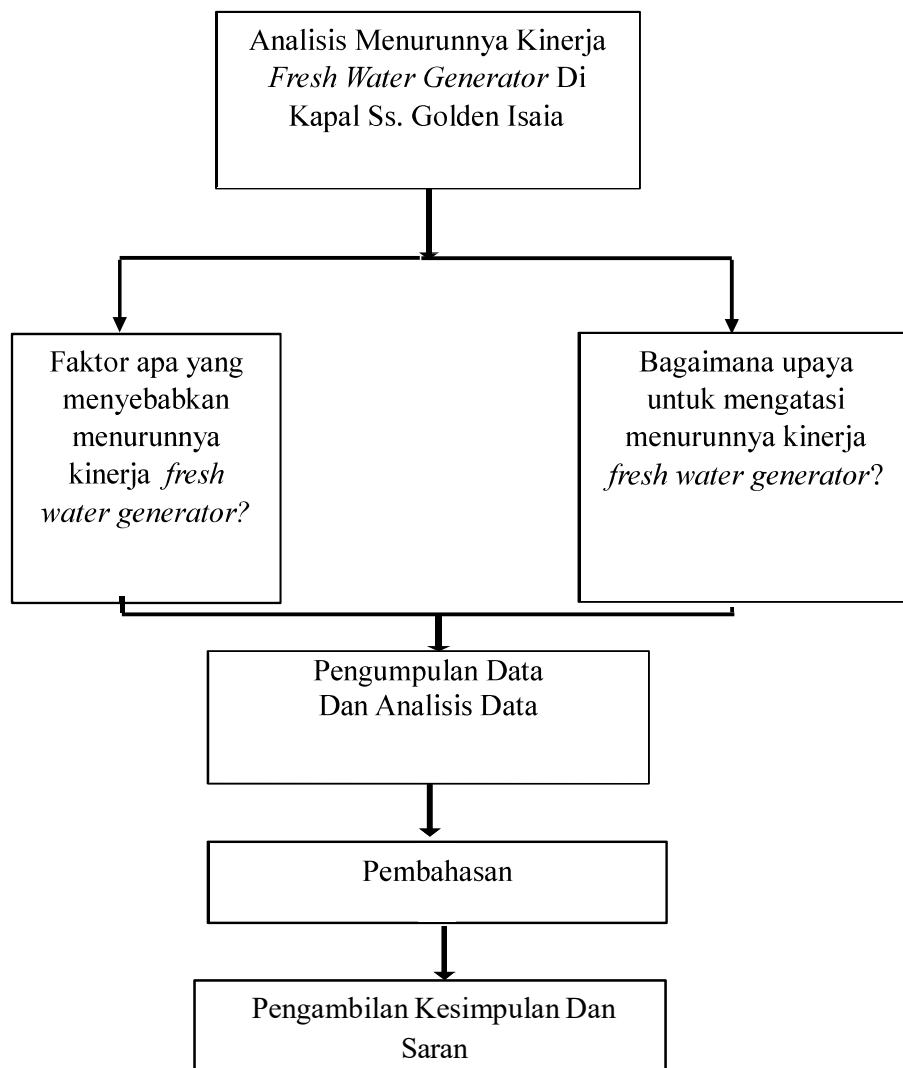 Analisis Menurunnya Kinerja
Fresh Water Generator Di
Kapal Ss. Golden Isaia
Faktor apa yang
menyebabkan
menurunnya
kinerja fresh
water generator?
Bagaimana upaya
untuk mengatasi
menurunnya kinerja
fresh water generator?
Pengumpulan Data
Dan Analisis Data
Pembahasan
Pengambilan Kesimpulan Dan
Saran